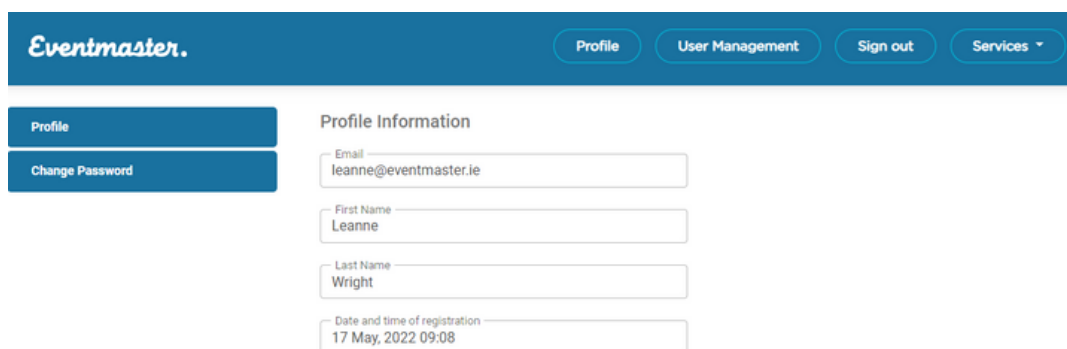 Eventmaster.
Profile User Management Sign out Services
Profile
Change Password
Profile Information
Email
leanne@eventmaster.ie
First Name
Leanne
Last Name
Wright
Date and time of registration
17 May, 2022 09:08